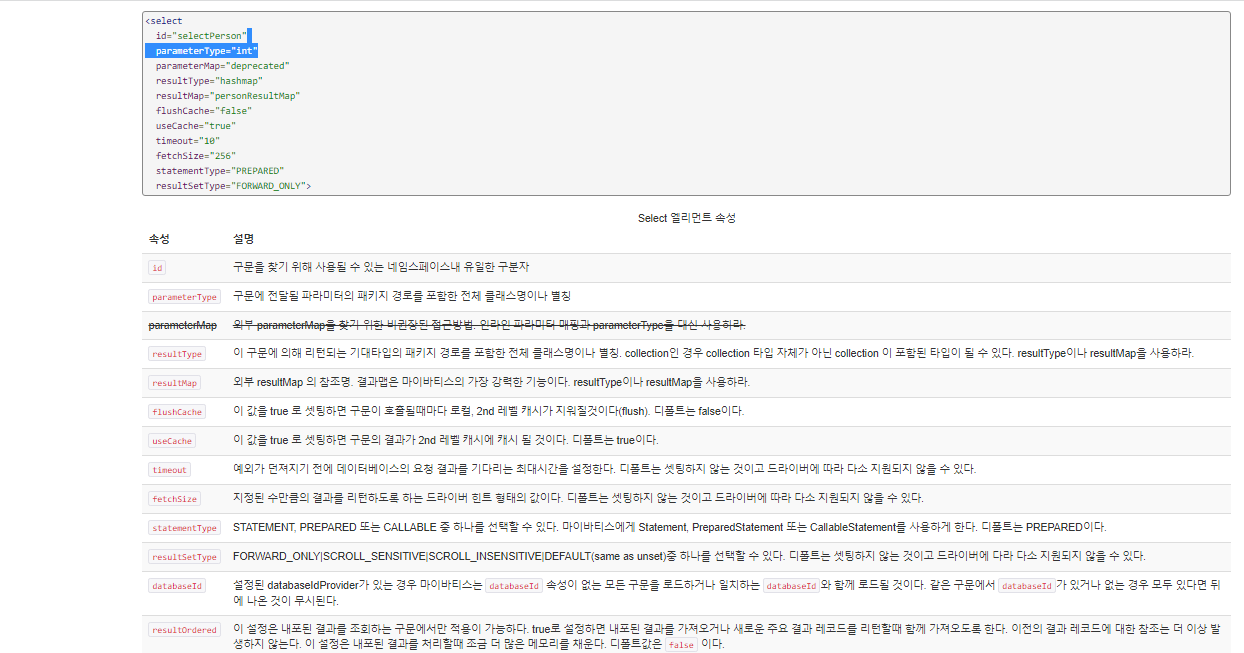 <select
id="selectPerson"
parameterType="int"
parameterMap="deprecated"
resultType="hashmap"
resultMap="personResultMap"
flushCache="false"
useCache="true"
timeout="10"
fetchSize="256"
statementType="PREPARED"
resultSetType="FORWARD_ONLY">
Select 엘리먼트 속성
속성 설명
id 구문을 찾기 위해 사용될 수 있는 네임스페이스내 유일한 구분자
parameterType 구문에 전달될 파라미터의 패키지 경로를 포함한 전체 클래스명이나 별칭
parameterMap 외부 parameterMap을 찾기 위한 비권장된 접근방법. 인라인 파라미터 매핑과 parameterType을 대신 사용하라.
resultType 이 구문에 의해 리턴되는 기대타입의 패키지 경로를 포함한 전체 클래스명이나 별칭. collection인 경우 collection 타입 자체가 아닌 collection 이 포함된 타입이 될 수 있다. resultType이나 resultMap을 사용하라.
resultMap 외부 resultMap 의 참조명. 결과맵은 마이바티스의 가장 강력한 기능이다. resultType이나 resultMap을 사용하라.
flushCache 이 값을 true 로 셋팅하면 구문이 호출될때마다 로컬, 2nd 레벨 캐시가 지워질것이다(flush). 디폴트는 false이다.
useCache 이 값을 true 로 셋팅하면 구문의 결과가 2nd 레벨 캐시에 캐시 될 것이다. 디폴트는 true이다.
timeout 예외가 던져지기 전에 데이터베이스의 요청 결과를 기다리는 최대시간을 설정한다. 디폴트는 셋팅하지 않는 것이고 드라이버에 따라 다소 지원되지 않을 수 있다.
fetchSize 지정된 수만큼의 결과를 리턴하도록 하는 드라이버 힌트 형태의 값이다. 디폴트는 셋팅하지 않는 것이고 드라이버에 따라 다소 지원되지 않을 수 있다.
statementType STATEMENT, PREPARED 또는 CALLABLE 중 하나를 선택할 수 있다. 마이바티스에게 Statement, PreparedStatement 또는 CallableStatement를 사용하게 한다. 디폴트는 PREPARED이다.
resultSetType FORWARD_ONLY|SCROLL_SENSITIVE|SCROLL_INSENSITIVE|DEFAULT(same as unset)중 하나를 선택할 수 있다. 디폴트는 셋팅하지 않는 것이고 드라이버에 다라 다소 지원되지 않을 수 있다.
databaseId 설정된 databaseIdProvider가 있는 경우 마이바티스는 databaseId 속성이 없는 모든 구문을 로드하거나 일치하는 databaseId와 함께 로드될 것이다. 같은 구문에서 databaseId가 있거나 없는 경우 모두 있다면 뒤
에 나온 것이 무시된다.
resultOrdered 이 설정은 내포된 결과를 조회하는 구문에서만 적용이 가능하다. true로 설정하면 내포된 결과를 가져오거나 새로운 주요 결과 레코드를 리턴할때 함께 가져오도록 한다. 이전의 결과 레코드에 대한 참조는 더 이상 발
생하지 않는다. 이 설정은 내포된 결과를 처리할때 조금 더 많은 메모리를 채운다. 디폴트값은 false 이다.